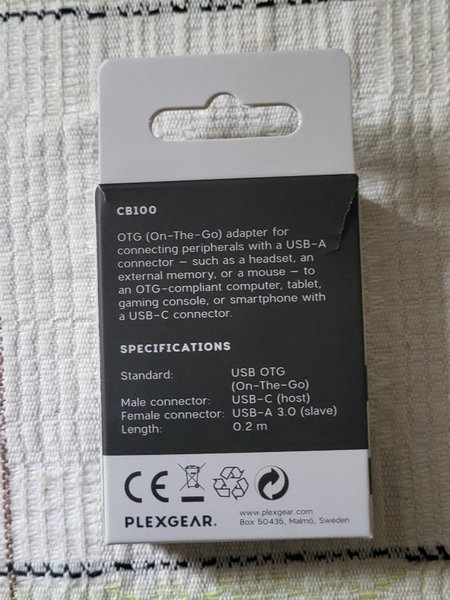 CB100
OTG (On-The-Go) adapter for
connecting peripherals with a USB-A
connector – such as a headset, an
external memory, or a mouse – to
an OTG-compliant computer, tablet,
gaming console, or smartphone with
a USB-C connector.
SPECIFICATIONS
Standard: USB OTG
(On-The-Go)
Male connector: USB-C (host)
Female connector: USB-A 3.0 (slave)
Length: 0.2 m
CE
PLEXGEAR.
www.plexgear.com
Box 50435, Malmö, Sweden